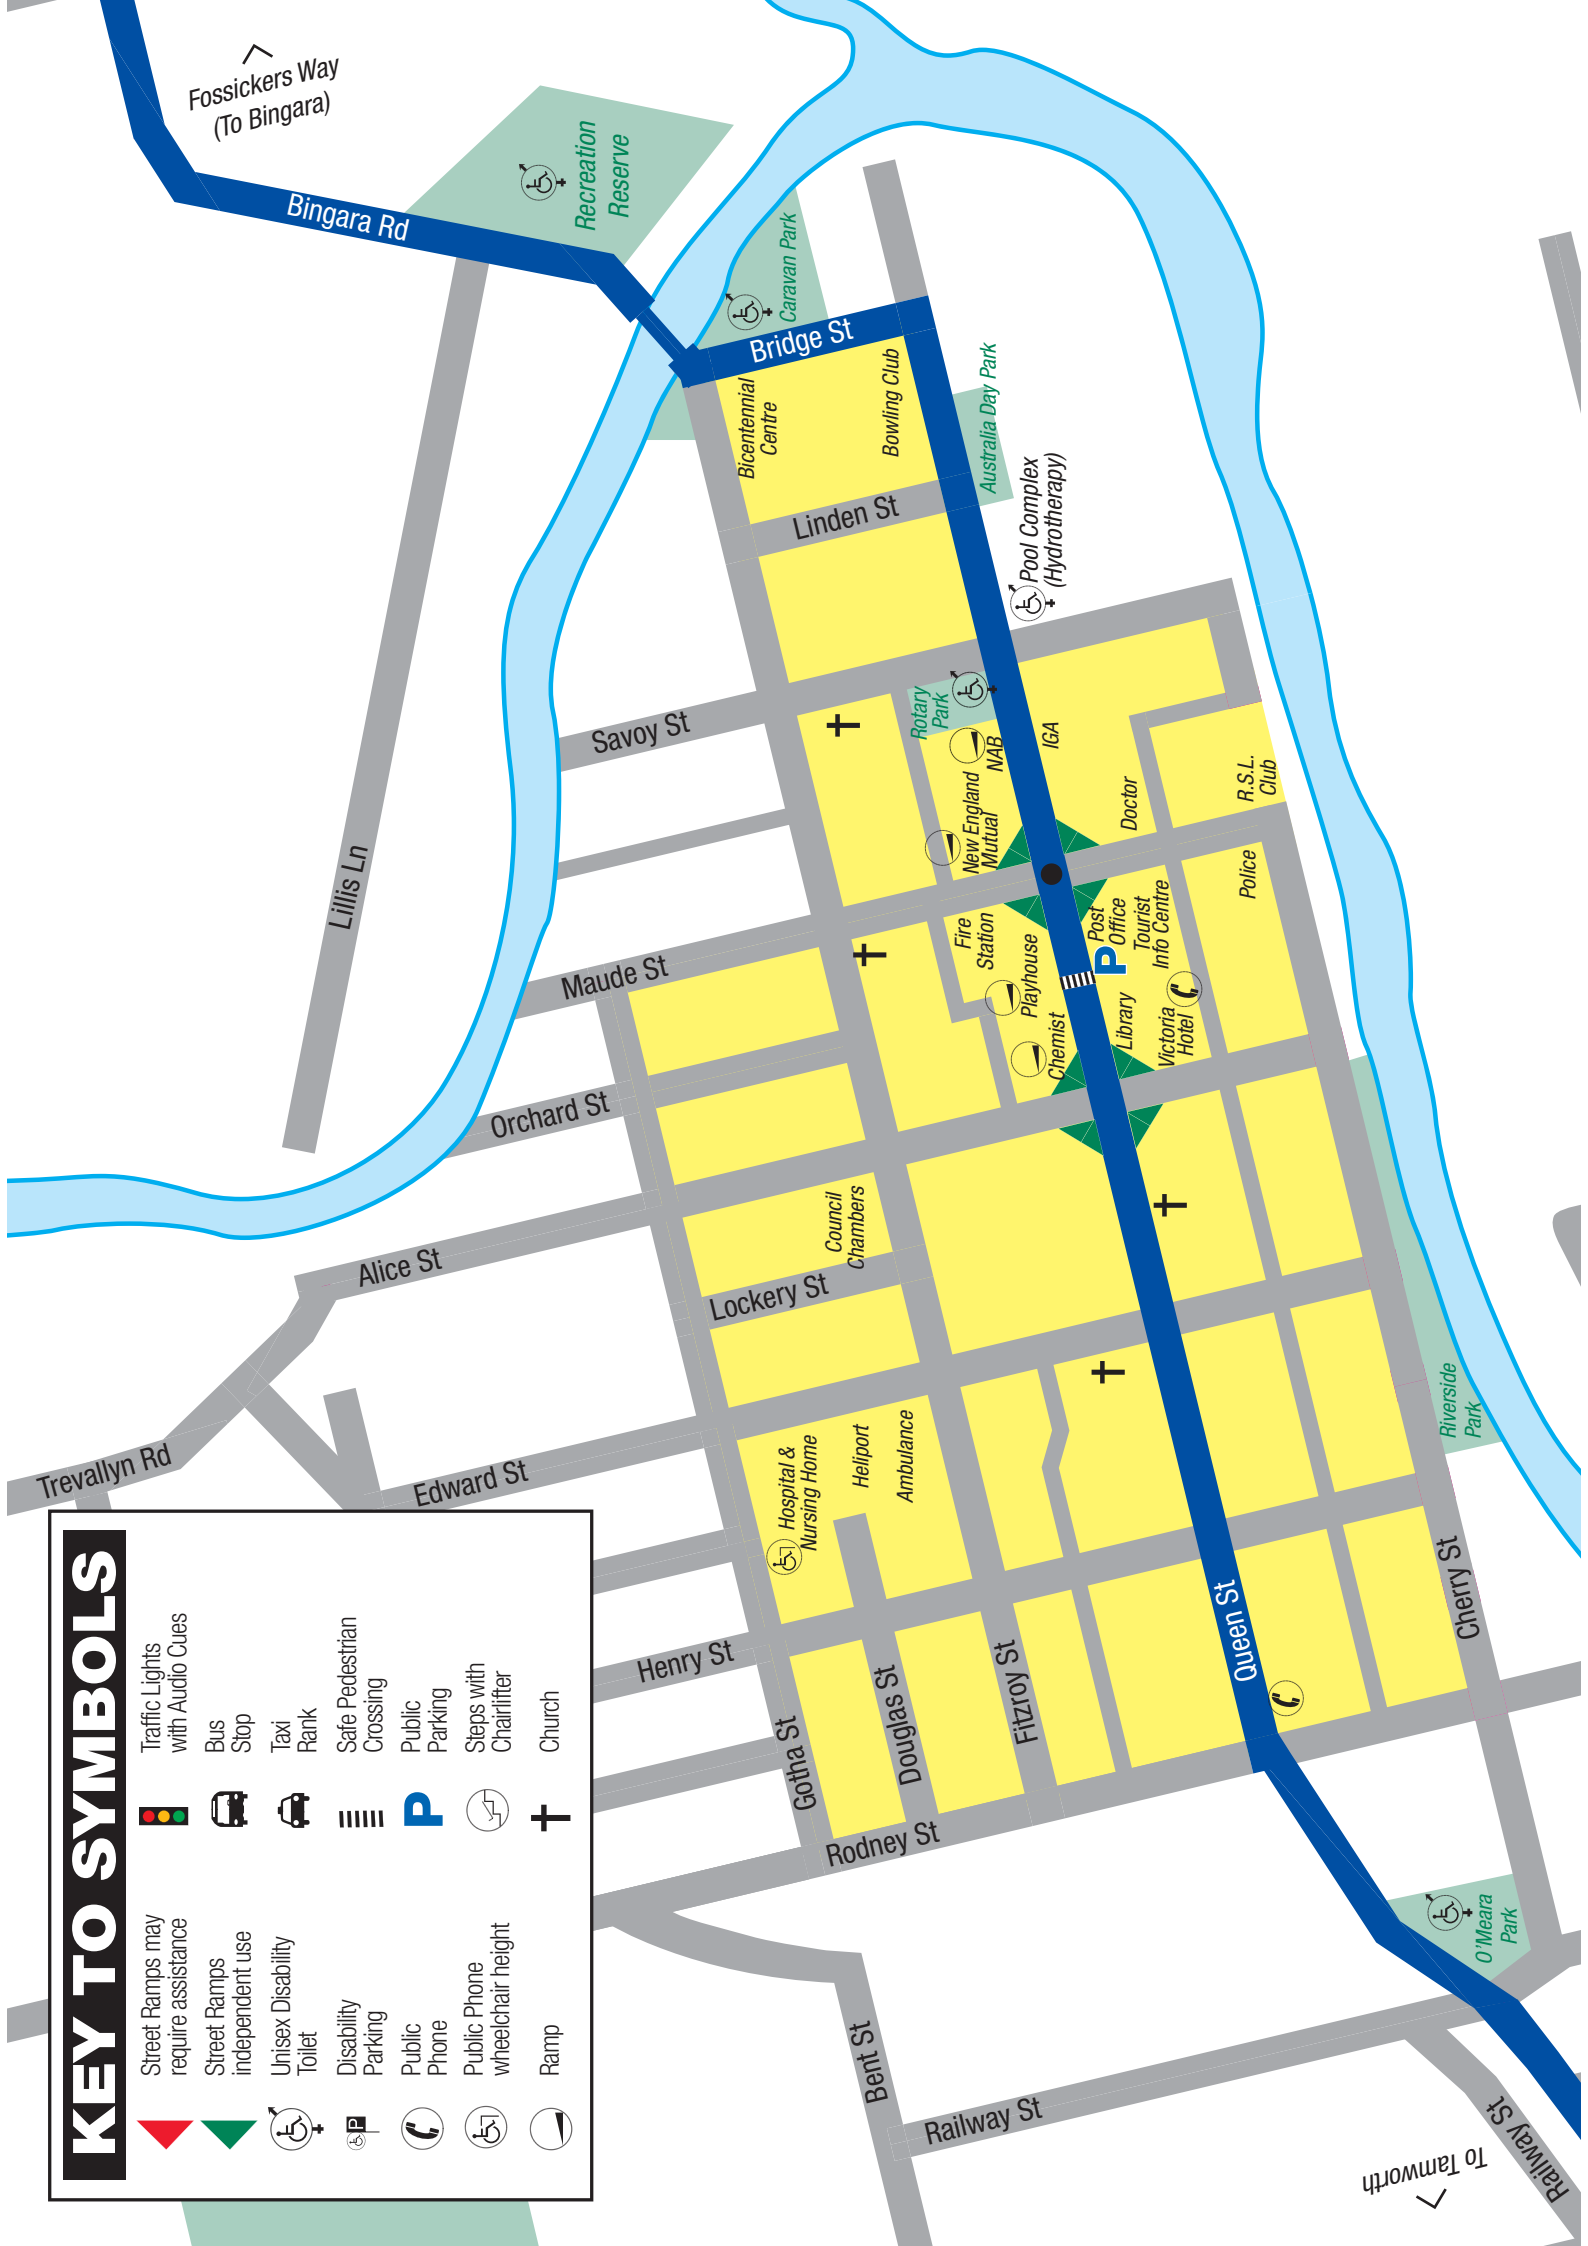 KEY TO SYMBOLS
Street Ramps may
require assistance
Street Ramps
independent use
Unisex Disability
Toilet
Disability
Parking
P
Public
Phone
Public Phone
wheelchair height
Ramp
Traffic Lights
with Audio Cues
Bus
Stop
Taxi
Rank
Safe Pedestrian
Crossing
P
Public
Parking
Steps with
Chairlifter
Church
Fossickers Way
(To Bingara)
Bingara Rd
Recreation
Reserve
Caravan Park
Bridge St
Bicentennial
Centre
Bowling Club
Australia Day Park
Linden St
Pool Complex
(Hydrotherapy)
Savoy St
Rotary
Park
NAB
IGA
New England
Mutual
Doctor
R.S.L.
Club
Lillis Ln
Maude St
Fire
Station
Playhouse
Chemist
Post
Office
P
Tourist
Info Centre
Library
Victoria
Hotel
Police
Orchard St
Alice St
Council
Chambers
Lockery St
Trevallyn Rd
Edward St
Hospital &
Nursing Home
Heliport
Ambulance
Riverside
Park
Henry St
Gotha St
Douglas St
Fitzroy St
Queen St
Cherry St
Rodney St
O'Meara
Park
Bent St
Railway St
Railway St
To Tamworth